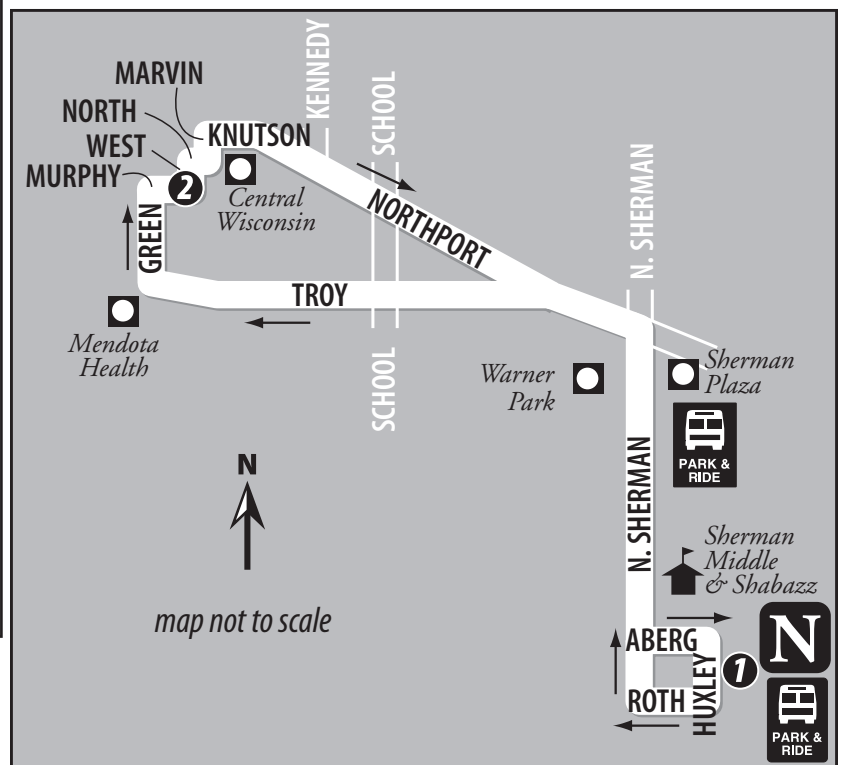 MARVIN
NORTH
WEST
MURPHY
KNUTSON
KENNEDY
SCHOOL
2
Central
Wisconsin
NORTHPORT
N. SHERMAN
GREEN
TROY
Mendota
Health
SCHOOL
Warner
Park
Sherman
Plaza
PARK &
RIDE
N
map not to scale
N. SHERMAN
Sherman
Middle
& Shabazz
ABERG
HUXLEY
ROTH
1
N
PARK &
RIDE